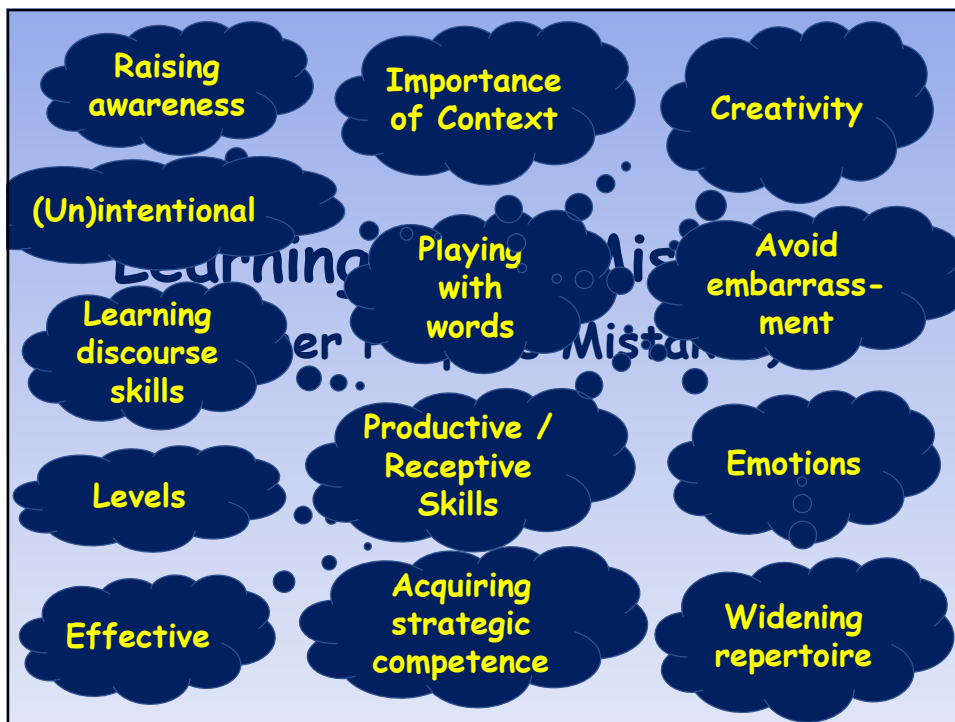 Raising
awareness
Importance
of Context
Creativity
(Un)intentional
Learning
Playing
with
words
Avoid
embarrass-
ment
Learning
discourse
skills
Productive /
Receptive
Skills
Emotions
Levels
Effective
Acquiring
strategic
competence
Widening
repertoire